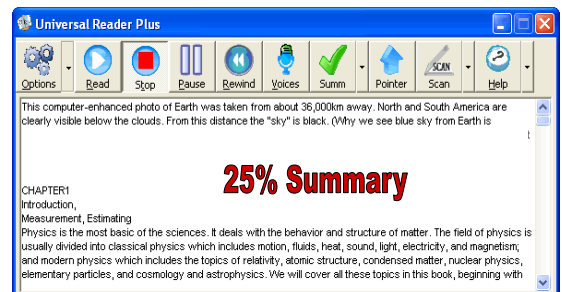 Universal Reader Plus
Options Read Stop Pause Rewind Voices Summ Pointer SCAN Scan Help
This computer-enhanced photo of Earth was taken from about 36,000km away. North and South America are
clearly visible below the clouds. From this distance the "sky" is black. (Why we see blue sky from Earth is
t
25% Summary
CHAPTER1
Introduction,
Measurement, Estimating
Physics is the most basic of the sciences. It deals with the behavior and structure of matter. The field of physics is
usually divided into classical physics which includes motion, fluids, heat, sound, light, electricity, and magnetism;
and modern physics which includes the topics of relativity, atomic structure, condensed matter, nuclear physics,
elementary particles, and cosmology and astrophysics. We will cover all these topics in this book, beginning with